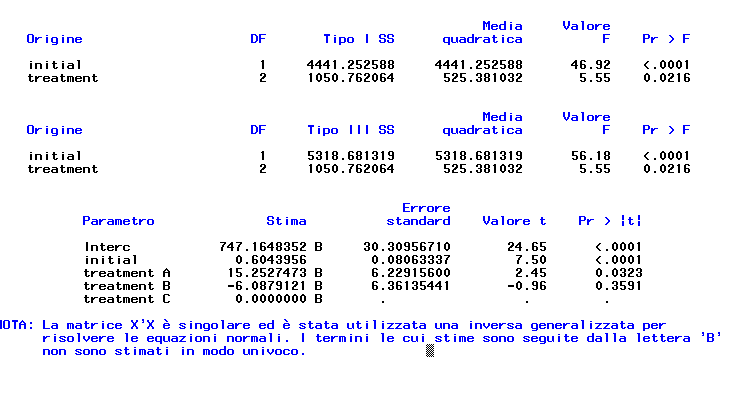 Media Valore
Origine DF Tipo I SS quadratica F Pr > F
initial 1 4441.252588 4441.252588 46.92 <.0001
treatment 2 1050.762064 525.381032 5.55 0.0216
Media Valore
Origine DF Tipo III SS quadratica F Pr > F
initial 1 5318.681319 5318.681319 56.18 <.0001
treatment 2 1050.762064 525.381032 5.55 0.0216
Errore
Parametro Stima standard Valore t Pr > |t|
Interc 747.1648352 B 30.30956710 24.65 <.0001
initial 0.6043956 0.08063337 7.50 <.0001
treatment A 15.2527473 B 6.22915600 2.45 0.0323
treatment B -6.0879121 B 6.36135441 -0.96 0.3591
treatment C 0.0000000 B . . .
NOTA: La matrice X'X è singolare ed è stata utilizzata una inversa generalizzata per
risolvere le equazioni normali. I termini le cui stime sono seguite dalla lettera 'B'
non sono stimati in modo univoco.